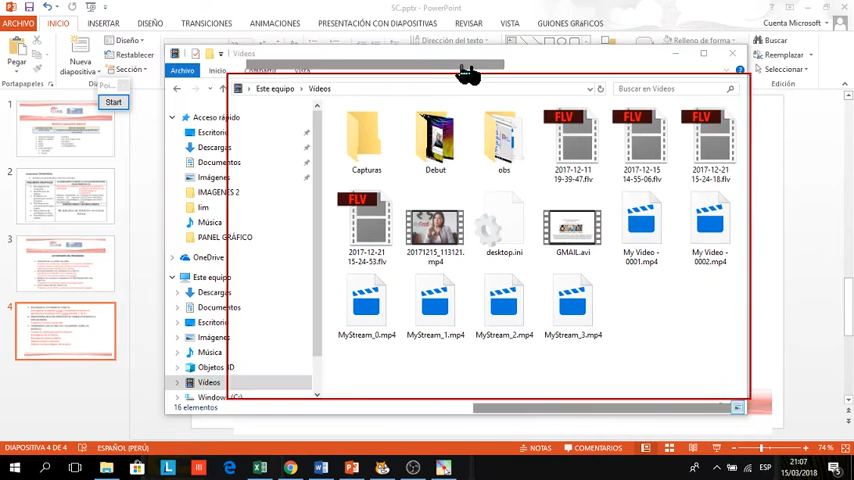 SC.pptx - PowerPoint
ARCHIVO INICIO INSERTAR DISEÑO TRANSICIONES ANIMACIONES PRESENTACIÓN CON DIAPOSITIVAS REVISAR VISTA GUIONES GRÁFICOS Cuenta Microsoft
Pegar
Nueva diapositiva
Diseño
Restablecer
Sección
Portapapeles
Dirección del texto
Relleno de forma
Buscar
Reemplazar
Seleccionar
Edición
Start
1
2
3
4
Vídeos
Archivo Inicio Compartir Vista
Este equipo > Vídeos
Buscar en Vídeos
Acceso rápido
Escritorio
Descargas
Documentos
Imágenes
IMAGENES 2
lim
Música
PANEL GRÁFICO
OneDrive
Este equipo
Descargas
Documentos
Escritorio
Imágenes
Música
Objetos 3D
Vídeos
Windows (C:)
Capturas
Debut
obs
FLV
2017-12-11
19-39-47.flv
FLV
2017-12-15
14-55-06.flv
FLV
2017-12-21
15-24-18.flv
FLV
2017-12-21
15-24-53.flv
20171215_113121.
mp4
desktop.ini
GMAIL.avi
My Video -
0001.mp4
My Video -
0002.mp4
MyStream_0.mp4
MyStream_1.mp4
MyStream_2.mp4
MyStream_3.mp4
16 elementos
DIAPOSITIVA 4 DE 4 ESPAÑOL (PERÚ) NOTAS COMENTARIOS 74 %
ESP
21:07
15/03/2018